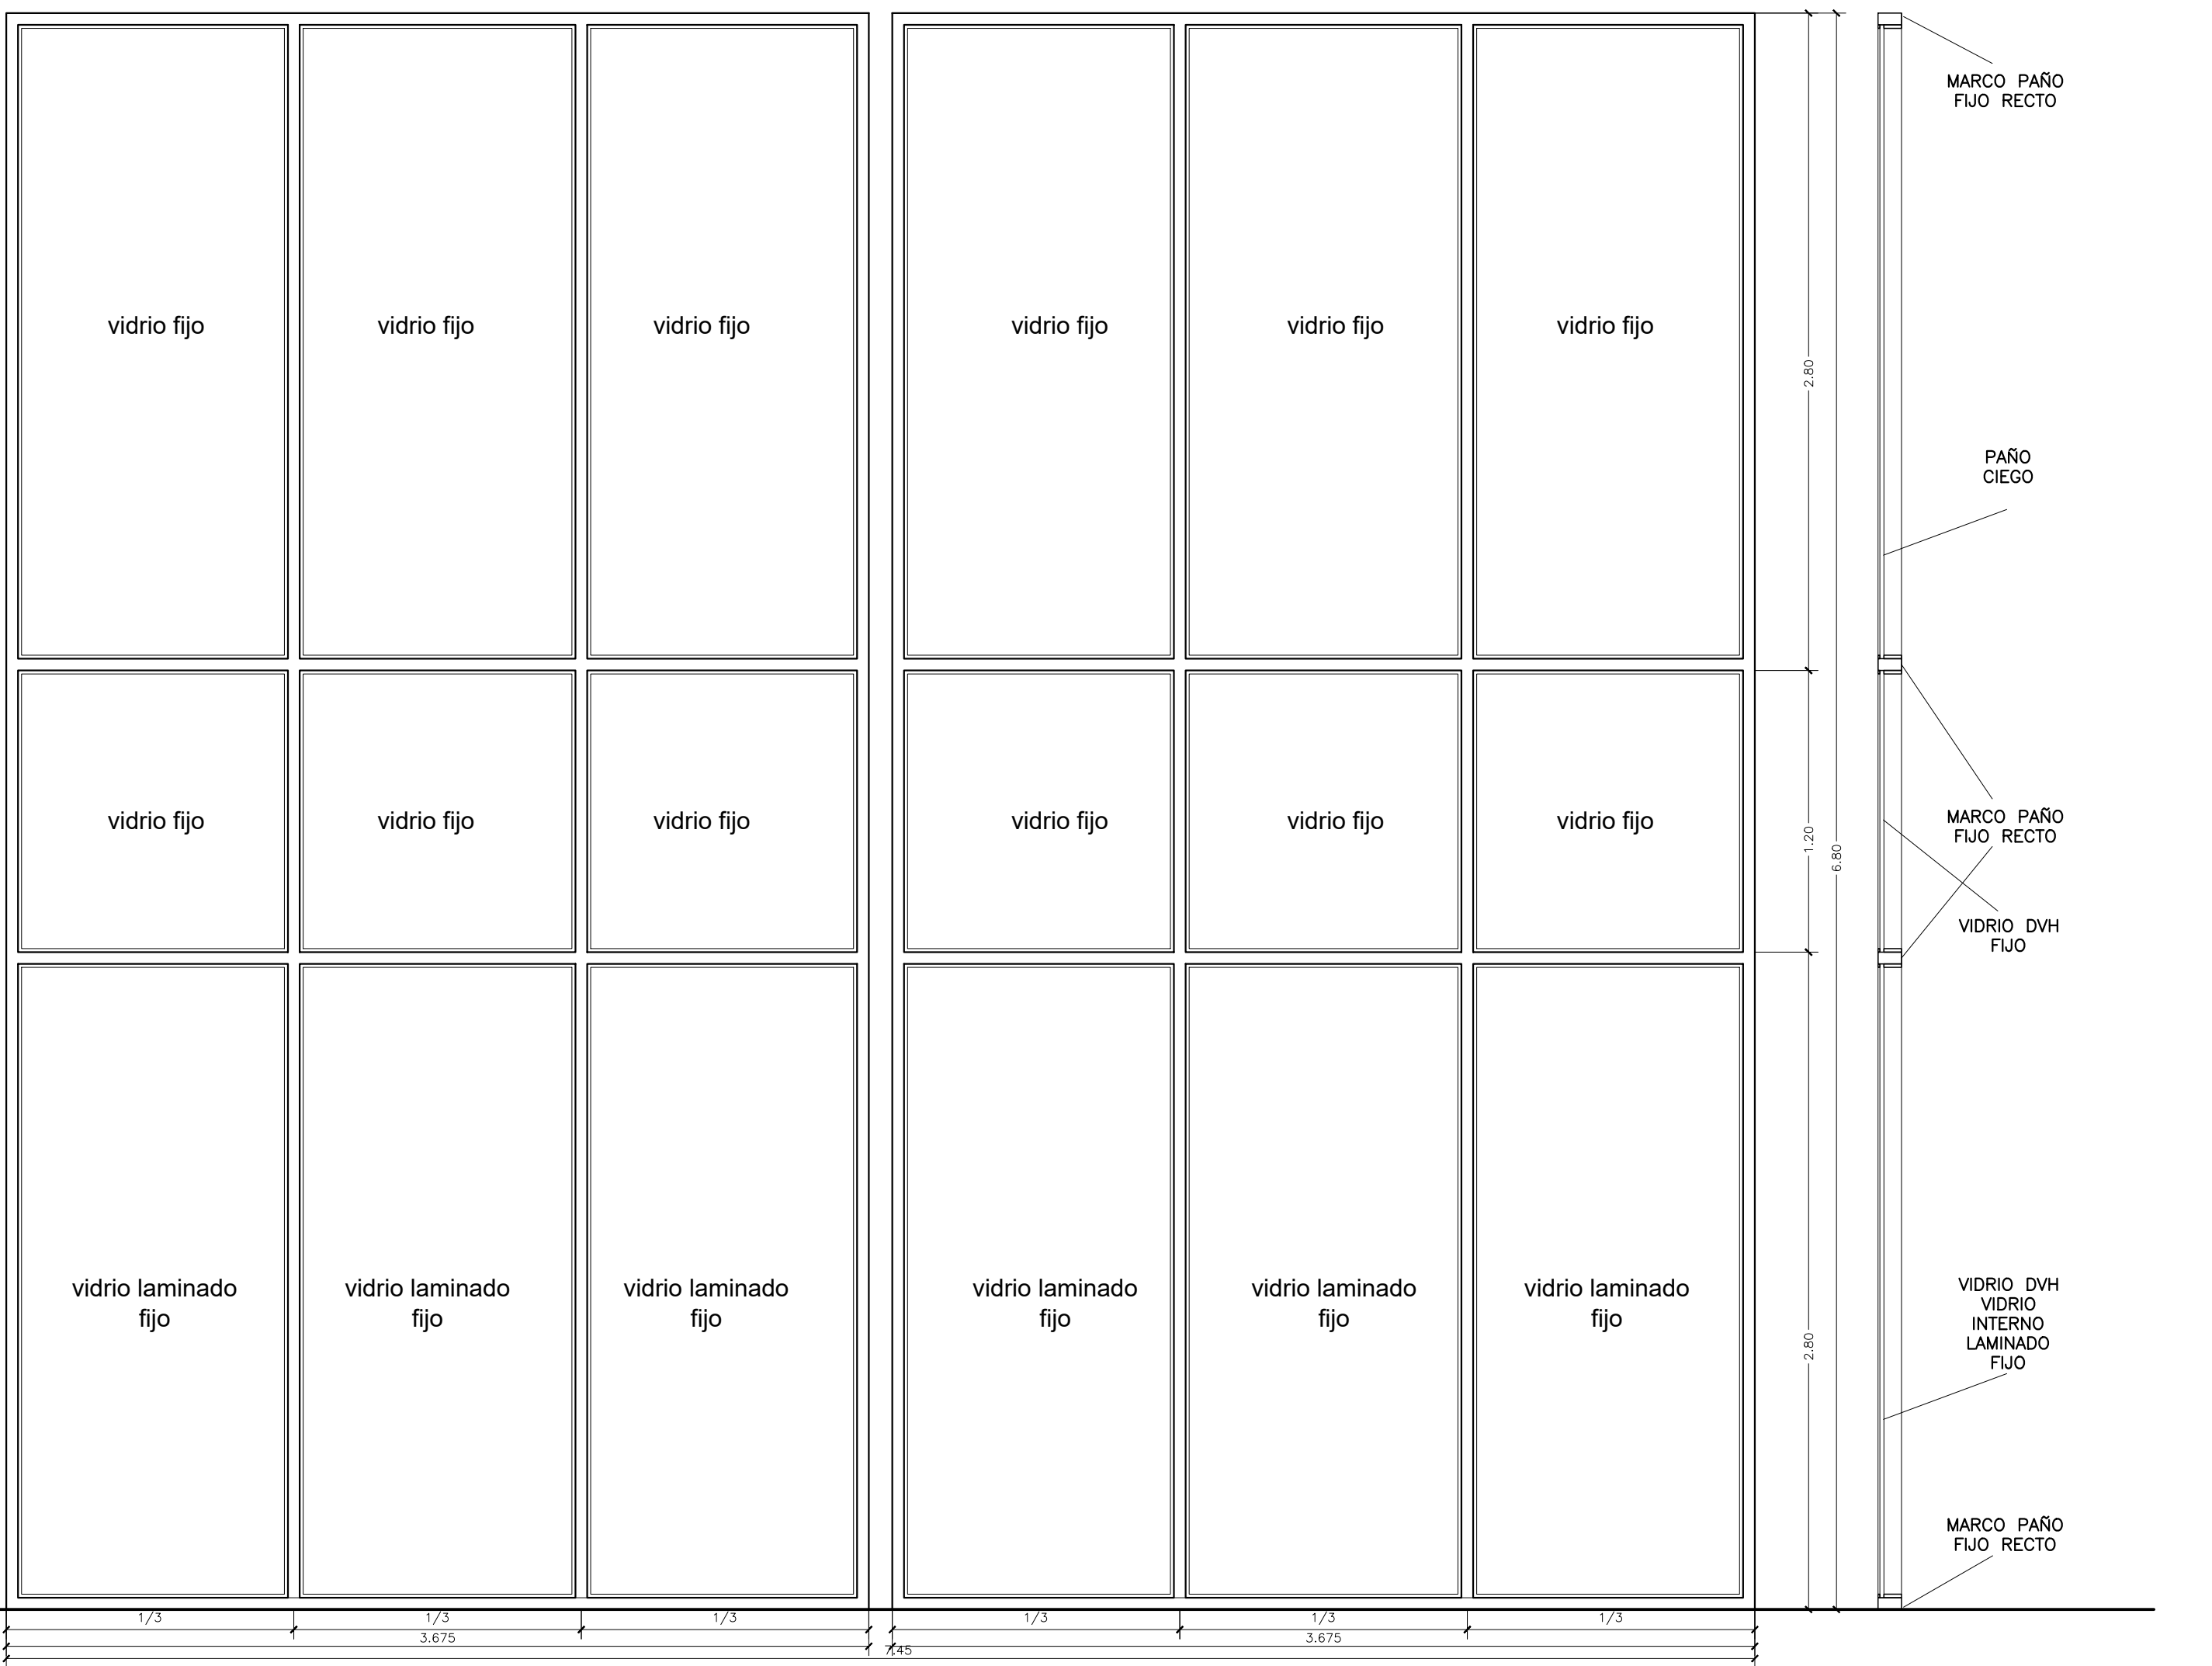 MARCO PAÑO
FIJO RECTO
vidrio fijo
vidrio fijo
vidrio fijo
vidrio fijo
vidrio fijo
vidrio fijo
2.80
PAÑO
CIEGO
vidrio fijo
vidrio fijo
vidrio fijo
vidrio fijo
vidrio fijo
vidrio fijo
1.20
6.80
MARCO PAÑO
FIJO RECTO
VIDRIO DVH
FIJO
vidrio laminado
fijo
vidrio laminado
fijo
vidrio laminado
fijo
vidrio laminado
fijo
vidrio laminado
fijo
vidrio laminado
fijo
2.80
VIDRIO DVH
VIDRIO
INTERNO
LAMINADO
FIJO
MARCO PAÑO
FIJO RECTO
1/3
1/3
1/3
1/3
1/3
1/3
3.675
3.675
7.45